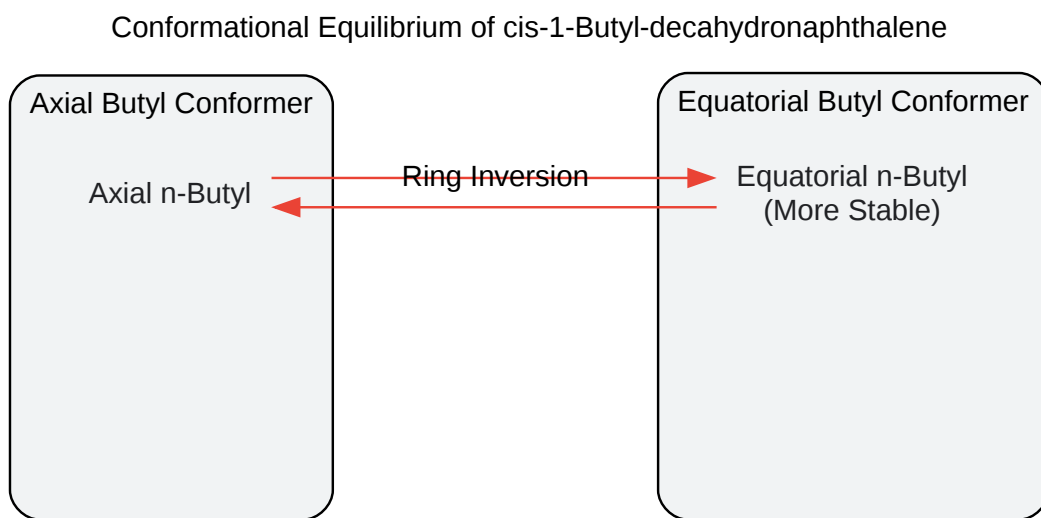 Conformational Equilibrium of cis-1-Butyl-decahydronaphthalene
Axial Butyl Conformer
Axial n-Butyl
Ring Inversion
Equatorial Butyl Conformer
Equatorial n-Butyl
(More Stable)